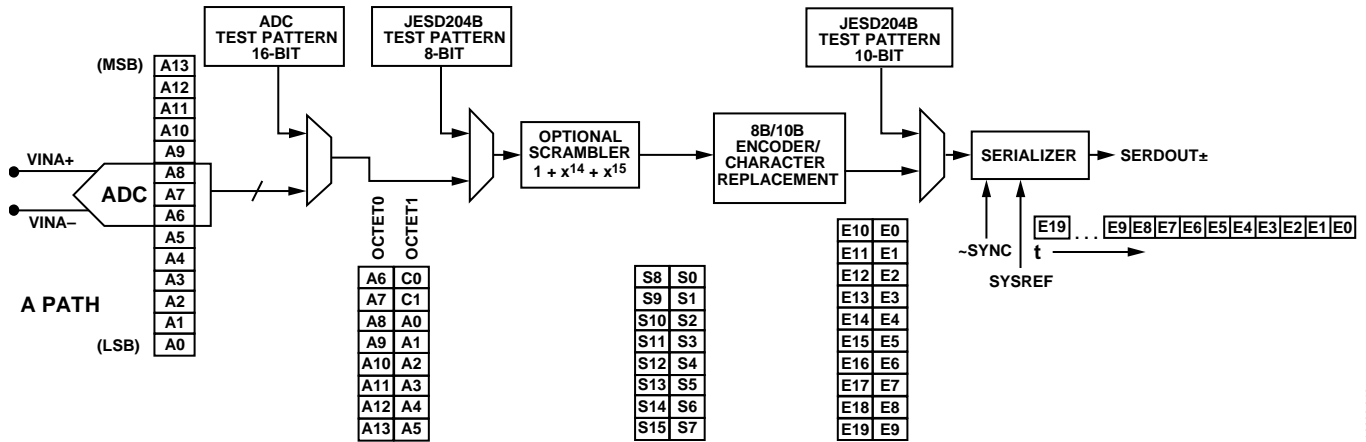 ADC
TEST PATTERN
16-BIT
JESD204B
TEST PATTERN
8-BIT
JESD204B
TEST PATTERN
10-BIT
(MSB)
A13
A12
A11
A10
A9
A8
A7
A6
A5
A4
A3
A2
A1
A0
(LSB)
VINA+
VINA–
ADC
A PATH
OCTET0
OCTET1
A6 C0
A7 C1
A8 A0
A9 A1
A10 A2
A11 A3
A12 A4
A13 A5
OPTIONAL
SCRAMBLER
1 + x14 + x15
S8 S0
S9 S1
S10 S2
S11 S3
S12 S4
S13 S5
S14 S6
S15 S7
8B/10B
ENCODER/
CHARACTER
REPLACEMENT
E10 E0
E11 E1
E12 E2
E13 E3
E14 E4
E15 E5
E16 E6
E17 E7
E18 E8
E19 E9
SERIALIZER
SERDOUT±
~SYNC
SYSREF
E19 . . . E9 E8 E7 E6 E5 E4 E3 E2 E1 E0
t